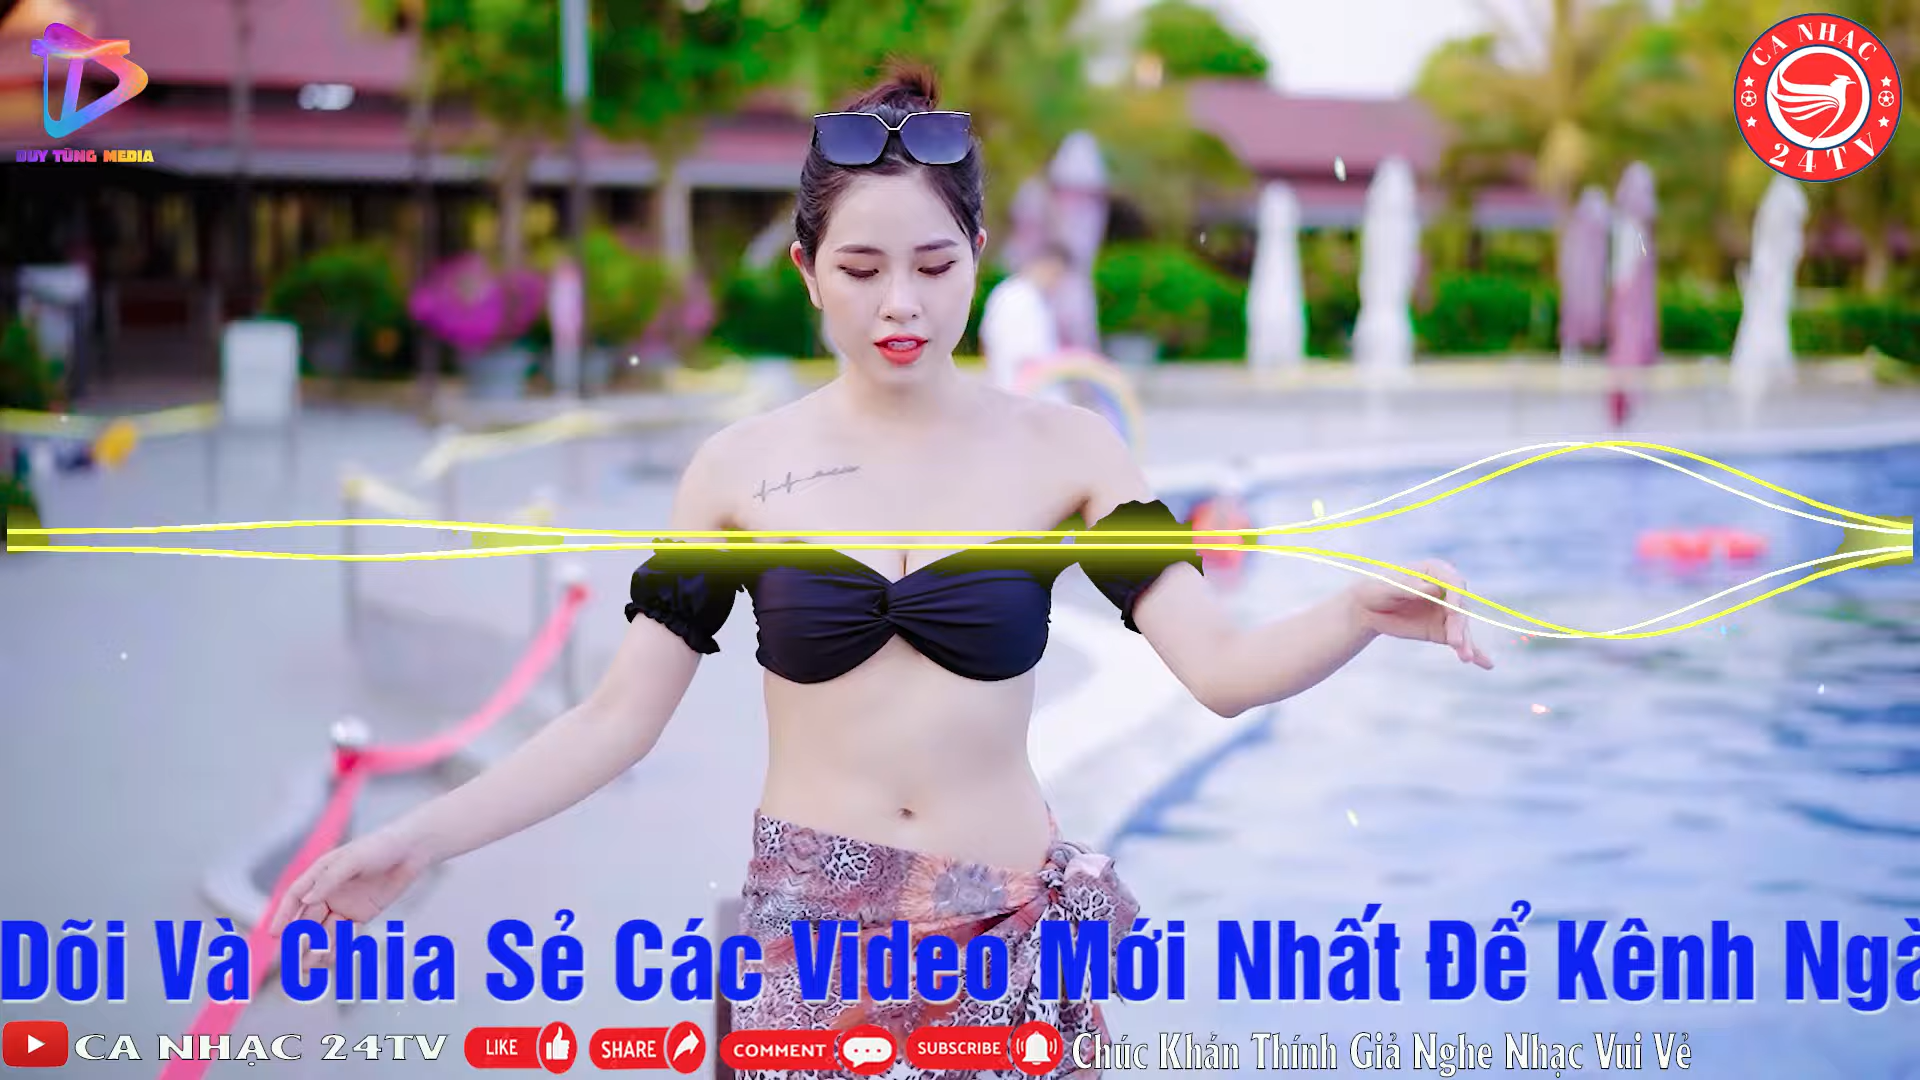 DUY TÙNG MEDIA
CA NHẠC
24TV
Dõi Và Chia Sẻ Các Video Mới Nhất Để Kênh Ngà
CA NHẠC 24TV
LIKE
SHARE
COMMENT
SUBSCRIBE
Chúc Khán Thính Giả Nghe Nhạc Vui Vẻ